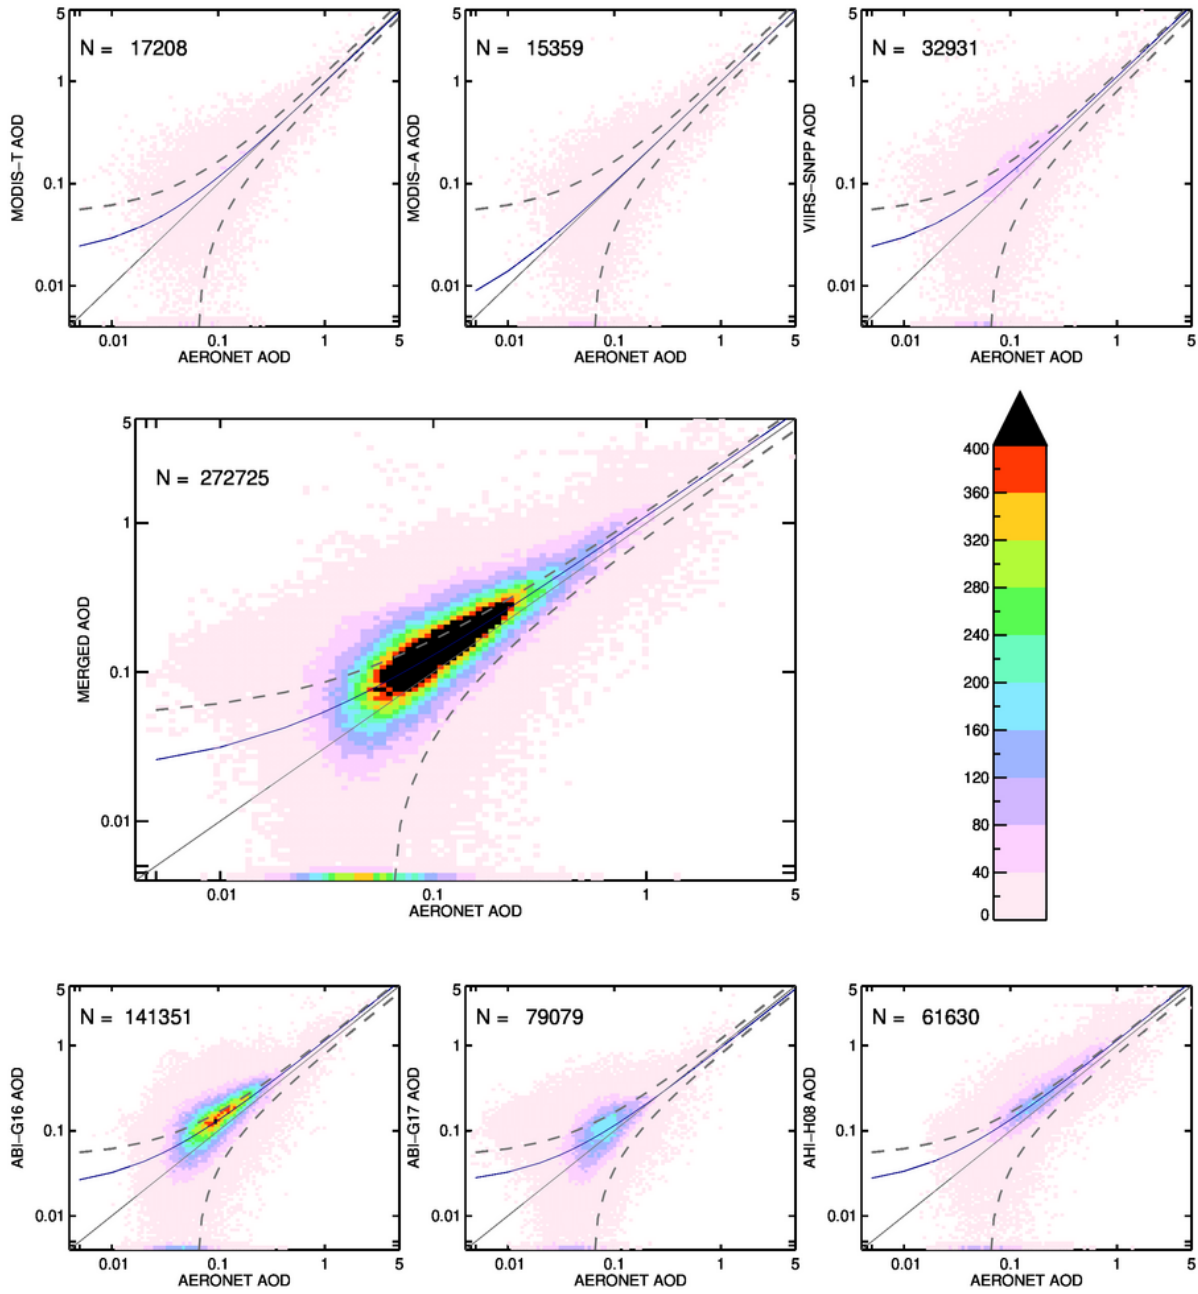 N = 17208
MODIS-T AOD
5
1
0.1
0.01
0.01 0.1 1 5
AERONET AOD
N = 15359
MODIS-A AOD
5
1
0.1
0.01
0.01 0.1 1 5
AERONET AOD
N = 32931
VIIRS-SNPP AOD
5
1
0.1
0.01
0.01 0.1 1 5
AERONET AOD
N = 272725
MERGED AOD
5
1
0.1
0.01
0.01 0.1 1 5
AERONET AOD
400
360
320
280
240
200
160
120
80
40
0
N = 141351
ABI-G16 AOD
5
1
0.1
0.01
0.01 0.1 1 5
AERONET AOD
N = 79079
ABI-G17 AOD
5
1
0.1
0.01
0.01 0.1 1 5
AERONET AOD
N = 61630
AHI-H08 AOD
5
1
0.1
0.01
0.01 0.1 1 5
AERONET AOD